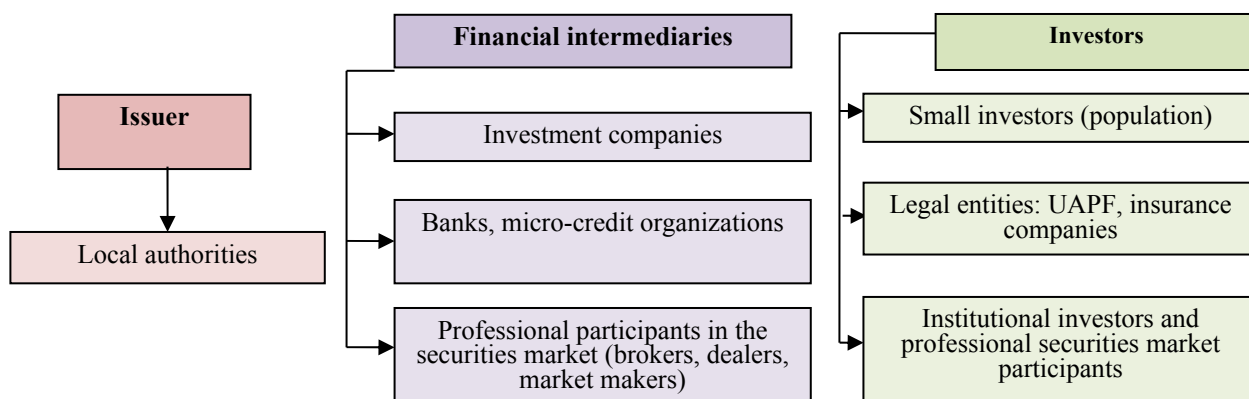 Issuer
Local authorities
Financial intermediaries
Investment companies
Banks, micro-credit organizations
Professional participants in the
securities market (brokers, dealers,
market makers)
Investors
Small investors (population)
Legal entities: UAPF, insurance
companies
Institutional investors and
professional securities market
participants